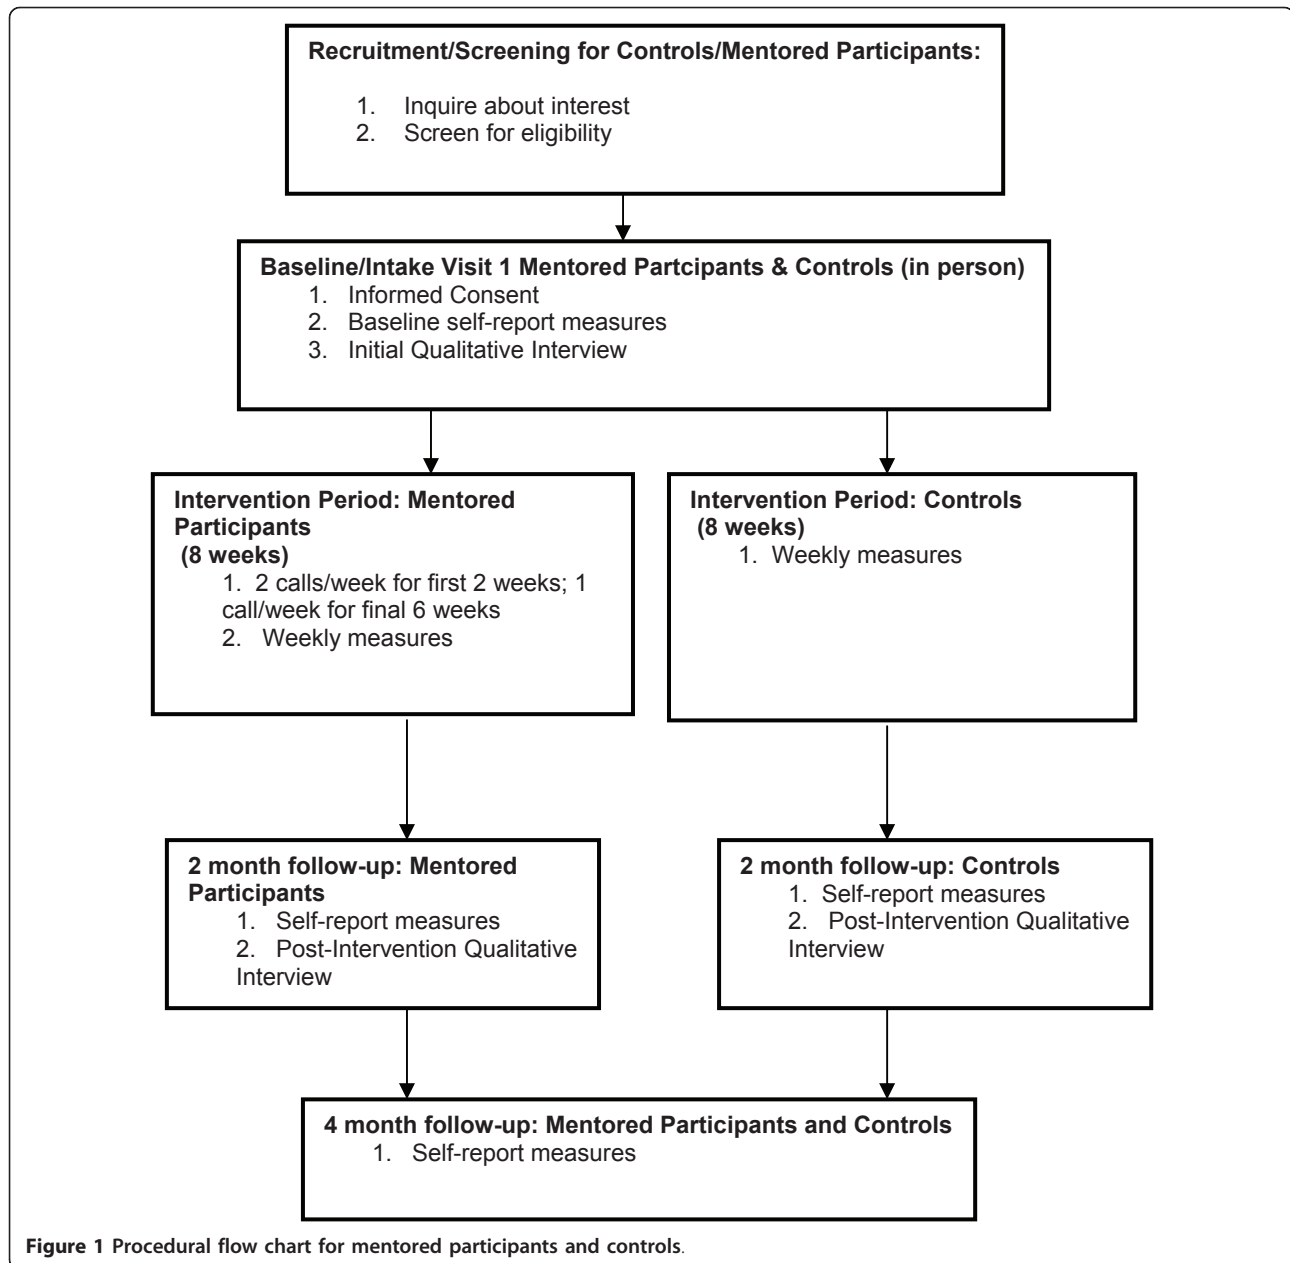 Recruitment/Screening for Controls/Mentored Participants:
1. Inquire about interest
2. Screen for eligibility
Baseline/Intake Visit 1 Mentored Partcipants & Controls (in person)
1. Informed Consent
2. Baseline self-report measures
3. Initial Qualitative Interview
Intervention Period: Mentored
Participants
(8 weeks)
1. 2 calls/week for first 2 weeks; 1
call/week for final 6 weeks
2. Weekly measures
Intervention Period: Controls
(8 weeks)
1. Weekly measures
2 month follow-up: Mentored
Participants
1. Self-report measures
2. Post-Intervention Qualitative
Interview
2 month follow-up: Controls
1. Self-report measures
2. Post-Intervention Qualitative
Interview
4 month follow-up: Mentored Participants and Controls
1. Self-report measures
Figure 1 Procedural flow chart for mentored participants and controls.